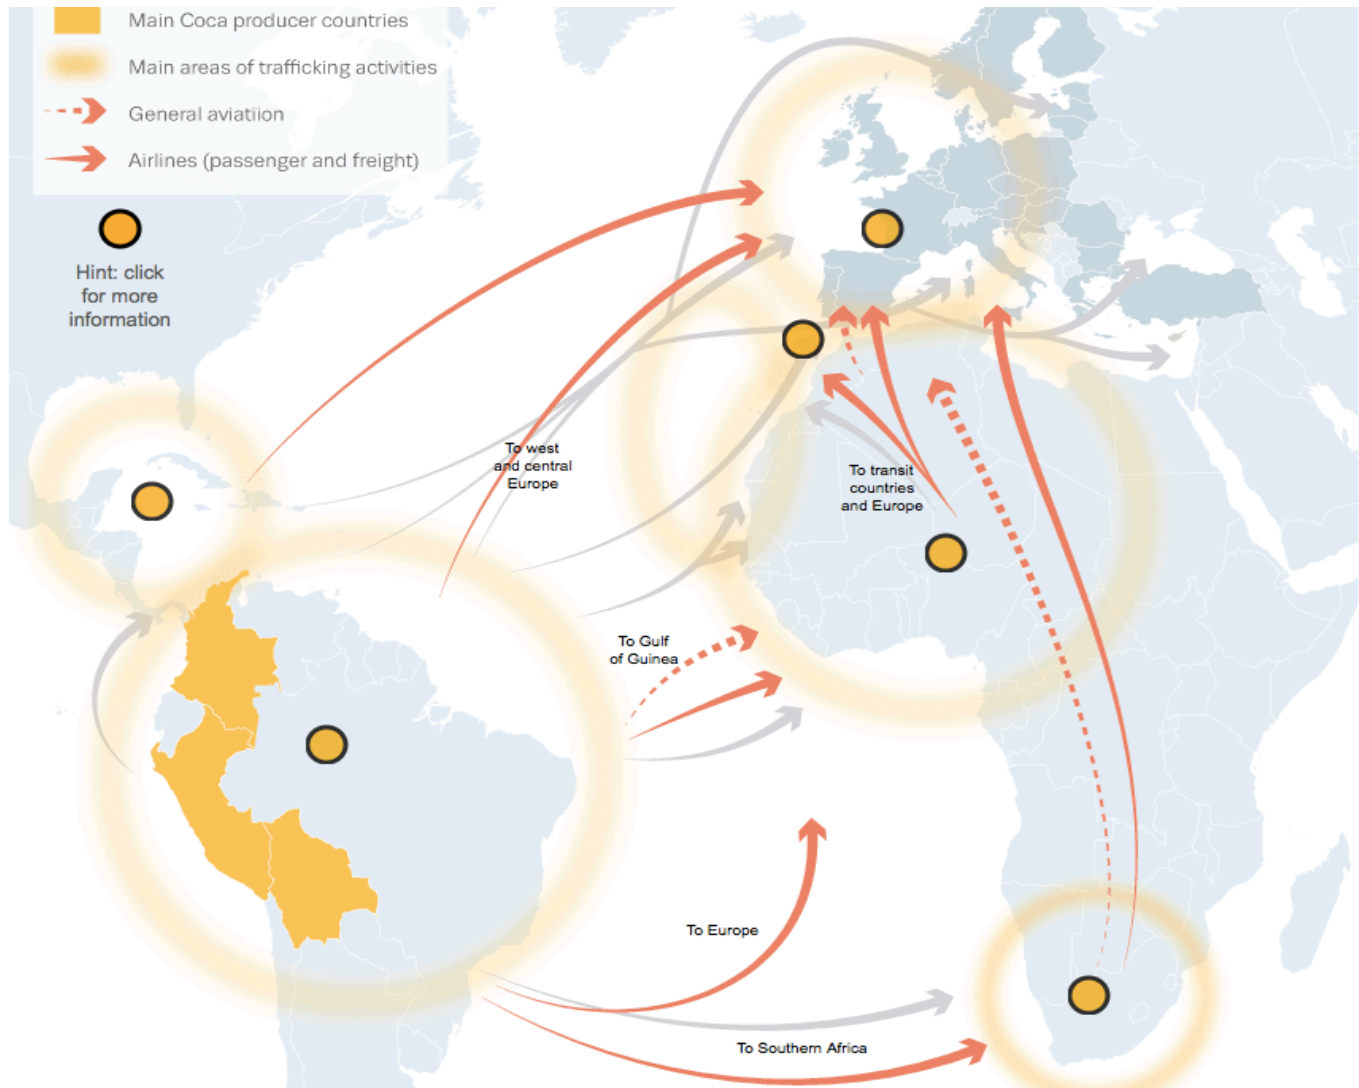 Main Coca producer countries
Main areas of trafficking activities
General aviatiion
Airlines (passenger and freight)
Hint: click
for more
information
To west
and central
Europe
To transit
countries
and Europe
To Gulf
of Guinea
To Europe
To Southern Africa